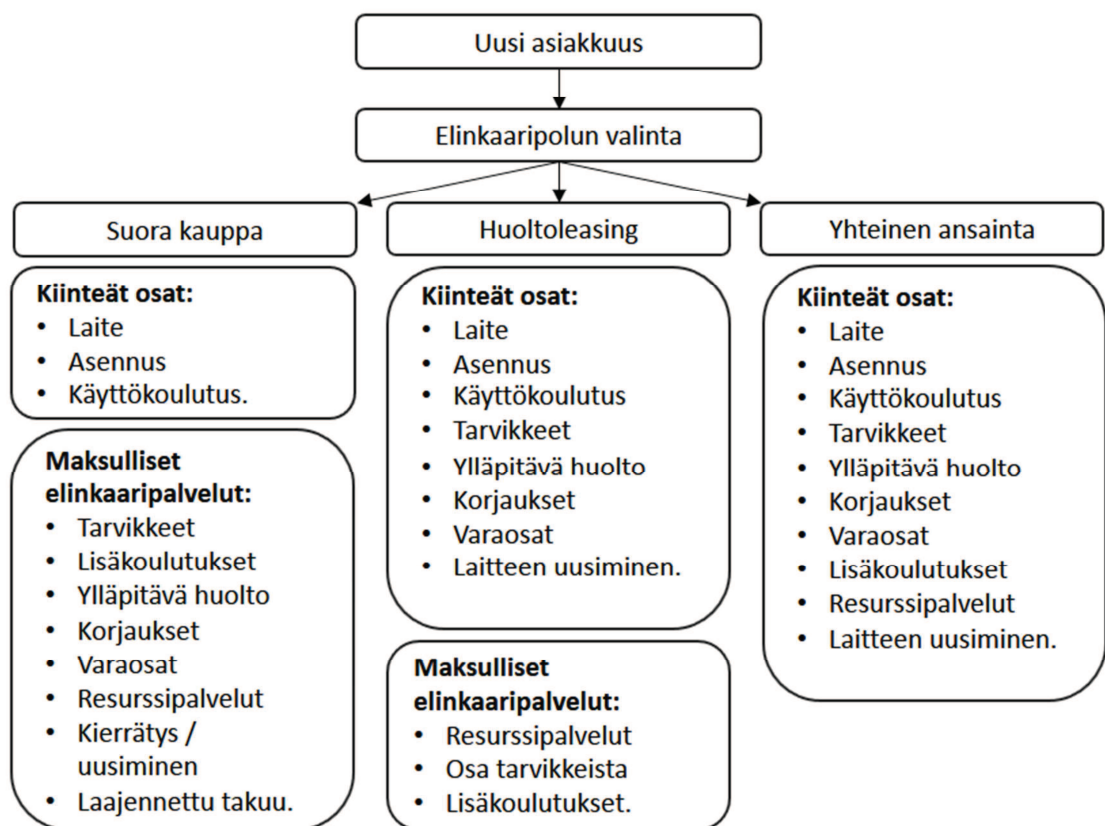 Uusi asiakkuus
Elinkaaripolun valinta
Suora kauppa
Kiinteät osat:
• Laite
• Asennus
• Käyttökoulutus.
Maksulliset
elinkaaripalvelut:
• Tarvikkeet
• Lisäkoulutukset
• Ylläpitävä huolto
• Korjaukset
• Varaosat
• Resurssipalvelut
• Kierrätys /
uusiminen
• Laajennettu takuu.
Huoltoleasing
Kiinteät osat:
• Laite
• Asennus
• Käyttökoulutus
• Tarvikkeet
• Ylläpitävä huolto
• Korjaukset
• Varaosat
• Laitteen uusiminen.
Maksulliset
elinkaaripalvelut:
• Resurssipalvelut
• Osa tarvikkeista
• Lisäkoulutukset.
Yhteinen ansainta
Kiinteät osat:
• Laite
• Asennus
• Käyttökoulutus
• Tarvikkeet
• Ylläpitävä huolto
• Korjaukset
• Varaosat
• Lisäkoulutukset
• Resurssipalvelut
• Laitteen uusiminen.